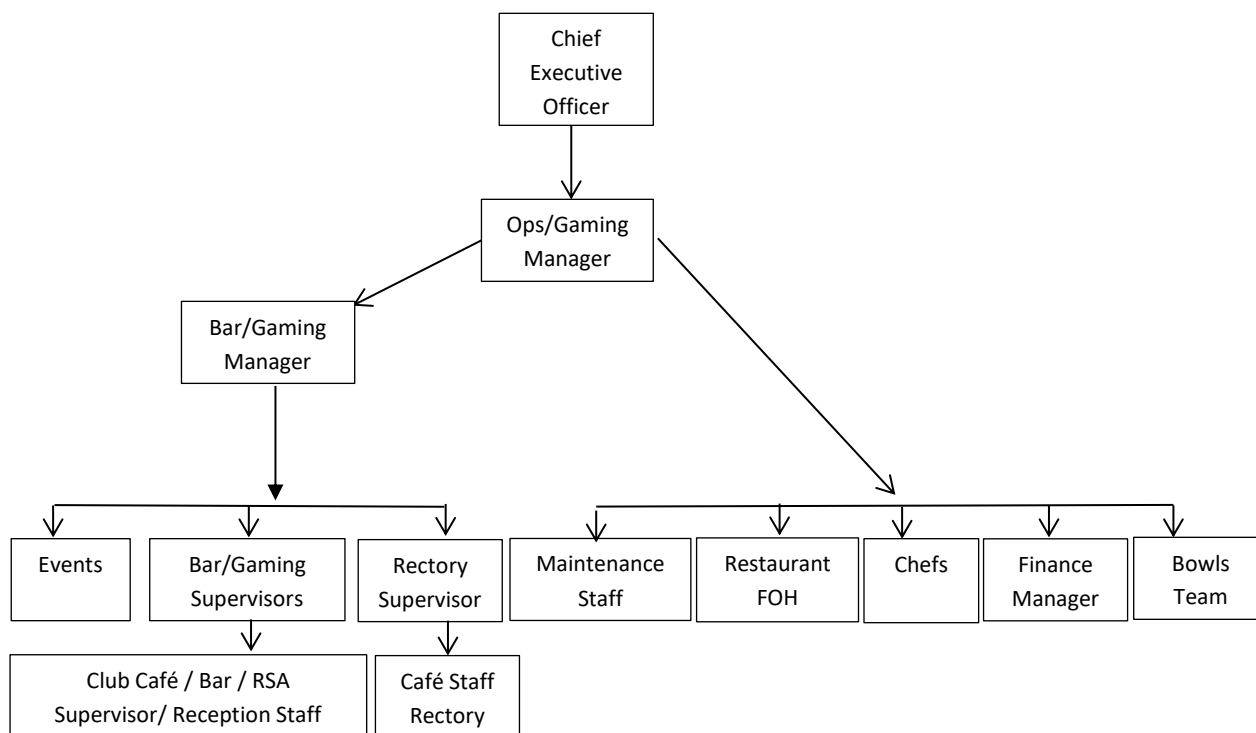 Chief
Executive
Officer
Ops/Gaming
Manager
Bar/Gaming
Manager
Events
Bar/Gaming
Supervisors
Rectory
Supervisor
Maintenance
Staff
Restaurant
FOH
Chefs
Finance
Manager
Bowls
Team
Club Café / Bar / RSA
Supervisor/ Reception Staff
Café Staff
Rectory